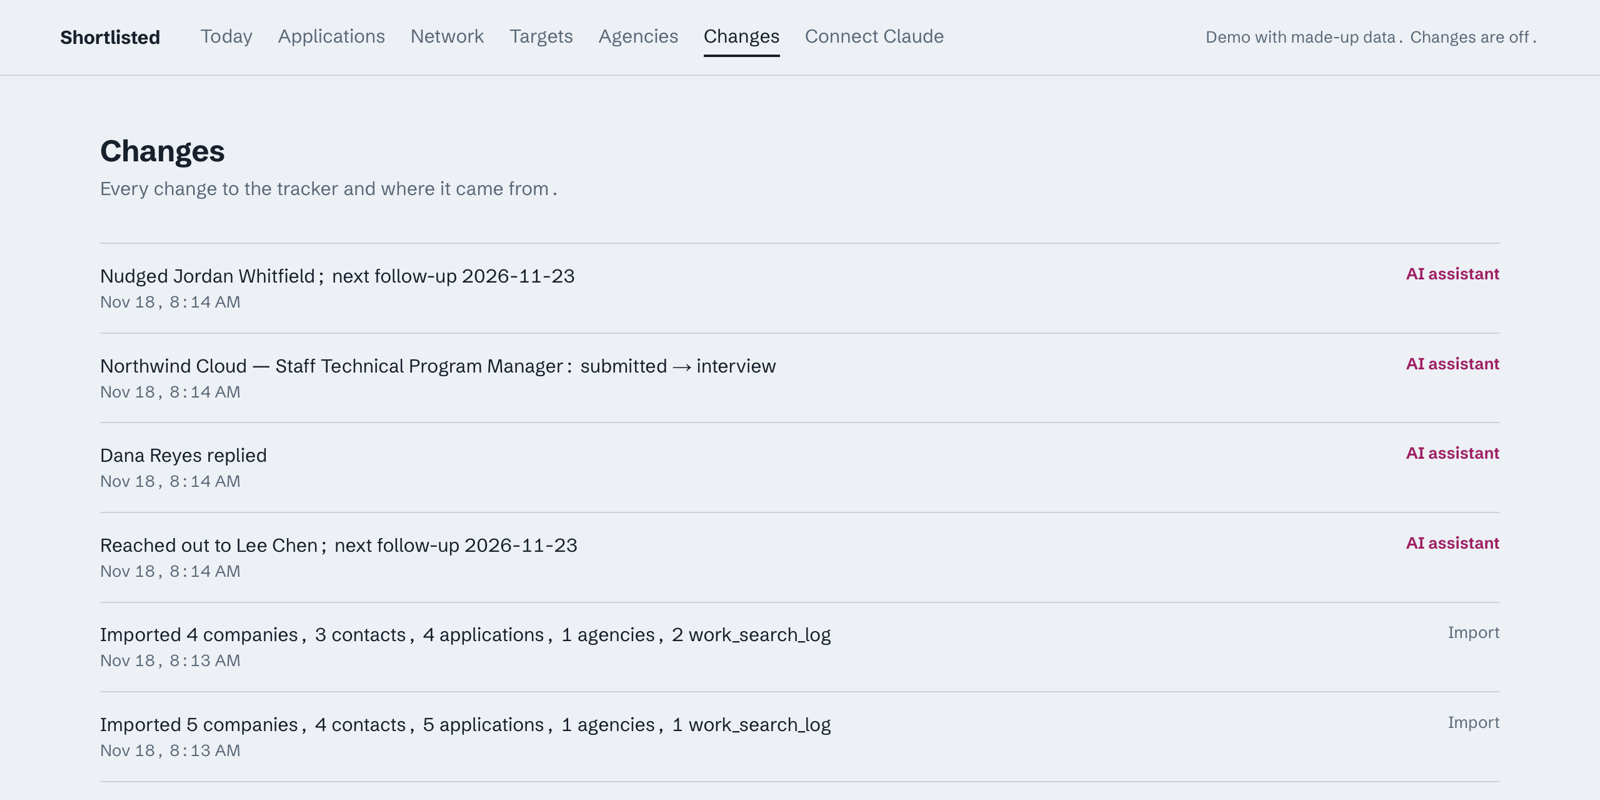 Shortlisted Today Applications Network Targets Agencies Changes Connect Claude Demo with made-up data. Changes are off.
Changes
Every change to the tracker and where it came from.
Nudged Jordan Whitfield; next follow-up 2026-11-23 AI assistant
Nov 18, 8:14 AM
Northwind Cloud — Staff Technical Program Manager: submitted → interview AI assistant
Nov 18, 8:14 AM
Dana Reyes replied AI assistant
Nov 18, 8:14 AM
Reached out to Lee Chen; next follow-up 2026-11-23 AI assistant
Nov 18, 8:14 AM
Imported 4 companies, 3 contacts, 4 applications, 1 agencies, 2 work_search_log Import
Nov 18, 8:13 AM
Imported 5 companies, 4 contacts, 5 applications, 1 agencies, 1 work_search_log Import
Nov 18, 8:13 AM